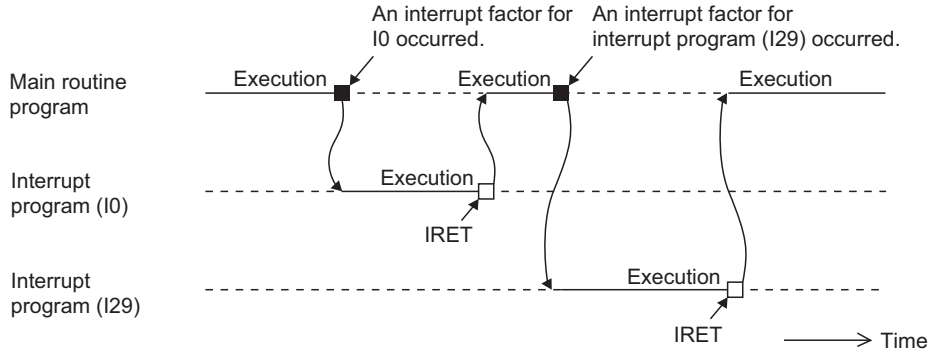 An interrupt factor for
I0 occurred.
An interrupt factor for
interrupt program (I29) occurred.
Main routine
program
Execution
Execution
Execution
Interrupt
program (I0)
Execution
IRET
Interrupt
program (I29)
Execution
IRET
Time